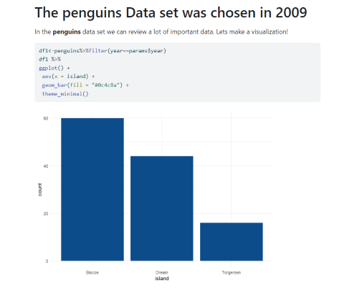 The penguins Data set was chosen in 2009
In the penguins data set we can review a lot of important data. Lets make a visualization!
df1<-penguins%>%filter(year==params$year)
df1 %>%
ggplot() +
aes(x = island) +
geom_bar(fill = "#0c4c8a") +
theme_minimal()
60
40
20
0
count
Biscoe Dream Torgersen
island